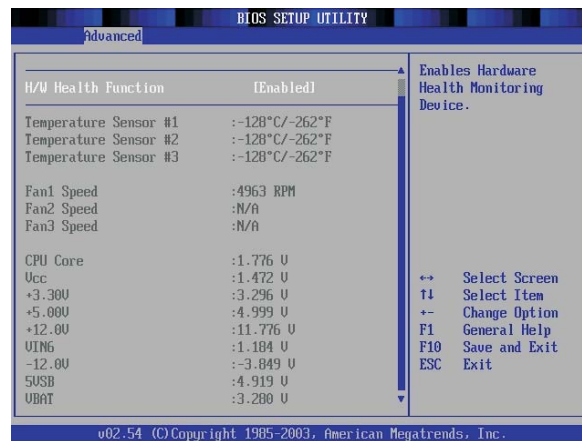 BIOS SETUP UTILITY
Advanced
H/W Health Function [Enabled]
Temperature Sensor #1 :-128°C/-262°F
Temperature Sensor #2 :-128°C/-262°F
Temperature Sensor #3 :-128°C/-262°F
Fan1 Speed :4963 RPM
Fan2 Speed :N/A
Fan3 Speed :N/A
CPU Core :1.776 V
Vcc :1.472 V
+3.30V :3.296 V
+5.00V :4.999 V
+12.0V :11.776 V
VIN6 :1.184 V
-12.0V :-3.849 V
5VSB :4.919 V
VBAT :3.280 V
Enables Hardware
Health Monitoring
Device.
↔ Select Screen
↑↓ Select Item
+- Change Option
F1 General Help
F10 Save and Exit
ESC Exit
v02.54 (C)Copyright 1985-2003, American Megatrends, Inc.